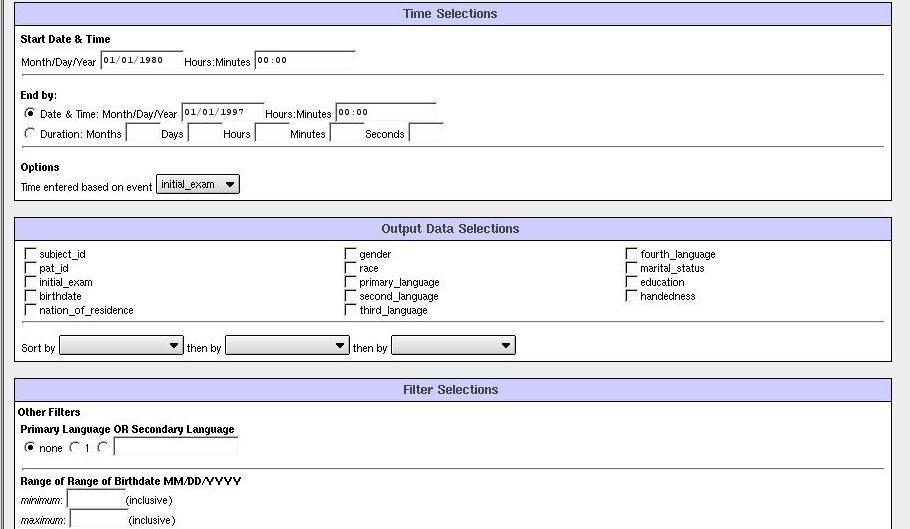 Time Selections
Start Date & Time
Month/Day/Year 01/01/1980 Hours:Minutes 00:00
End by:
Date & Time: Month/Day/Year 01/01/1997 Hours:Minutes 00:00
Duration: Months Days Hours Minutes Seconds
Options
Time entered based on event initial_exam
Output Data Selections
subject_id gender fourth_language
pat_id race marital_status
initial_exam primary_language education
birthdate second_language handedness
nation_of_residence third_language
Sort by then by then by
Filter Selections
Other Filters
Primary Language OR Secondary Language
none 1
Range of Range of Birthdate MM/DD/YYYY
minimum: (inclusive)
maximum: (inclusive)